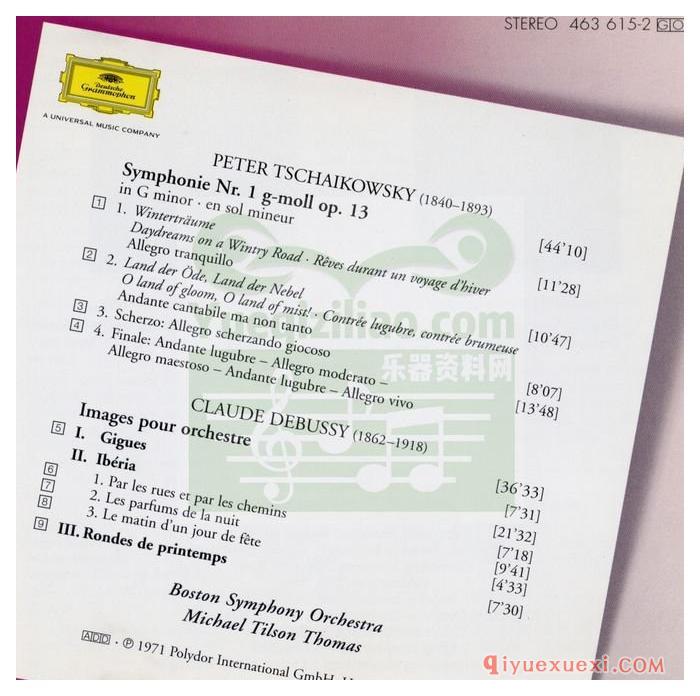 STEREO 463 615-2 GIO
Deutsche
Grammophon
A UNIVERSAL MUSIC COMPANY
PETER TSCHAIKOWSKY (1840–1893)
Symphonie Nr. 1 g-moll op. 13 [44'10]
in G minor · en sol mineur
1 1. Winterträume [11'28]
Daydreams on a Wintry Road · Rêves durant un voyage d'hiver
Allegro tranquillo
2 2. Land der Öde, Land der Nebel [10'47]
O land of gloom, O land of mist! · Contrée lugubre, contrée brumeuse
Andante cantabile ma non tanto
3 3. Scherzo: Allegro scherzando giocoso [8'07]
4 4. Finale: Andante lugubre – Allegro moderato – [13'48]
Allegro maestoso – Andante lugubre – Allegro vivo
CLAUDE DEBUSSY (1862–1918)
Images pour orchestre [36'33]
5 I. Gigues [7'31]
II. Ibéria [21'32]
6 1. Par les rues et par les chemins [7'18]
7 2. Les parfums de la nuit [9'41]
8 3. Le matin d'un jour de fête [4'33]
9 III. Rondes de printemps [7'30]
Boston Symphony Orchestra
Michael Tilson Thomas
ADD · ℗ 1971 Polydor International GmbH,
乐器资料网
qiyuexuexi.com